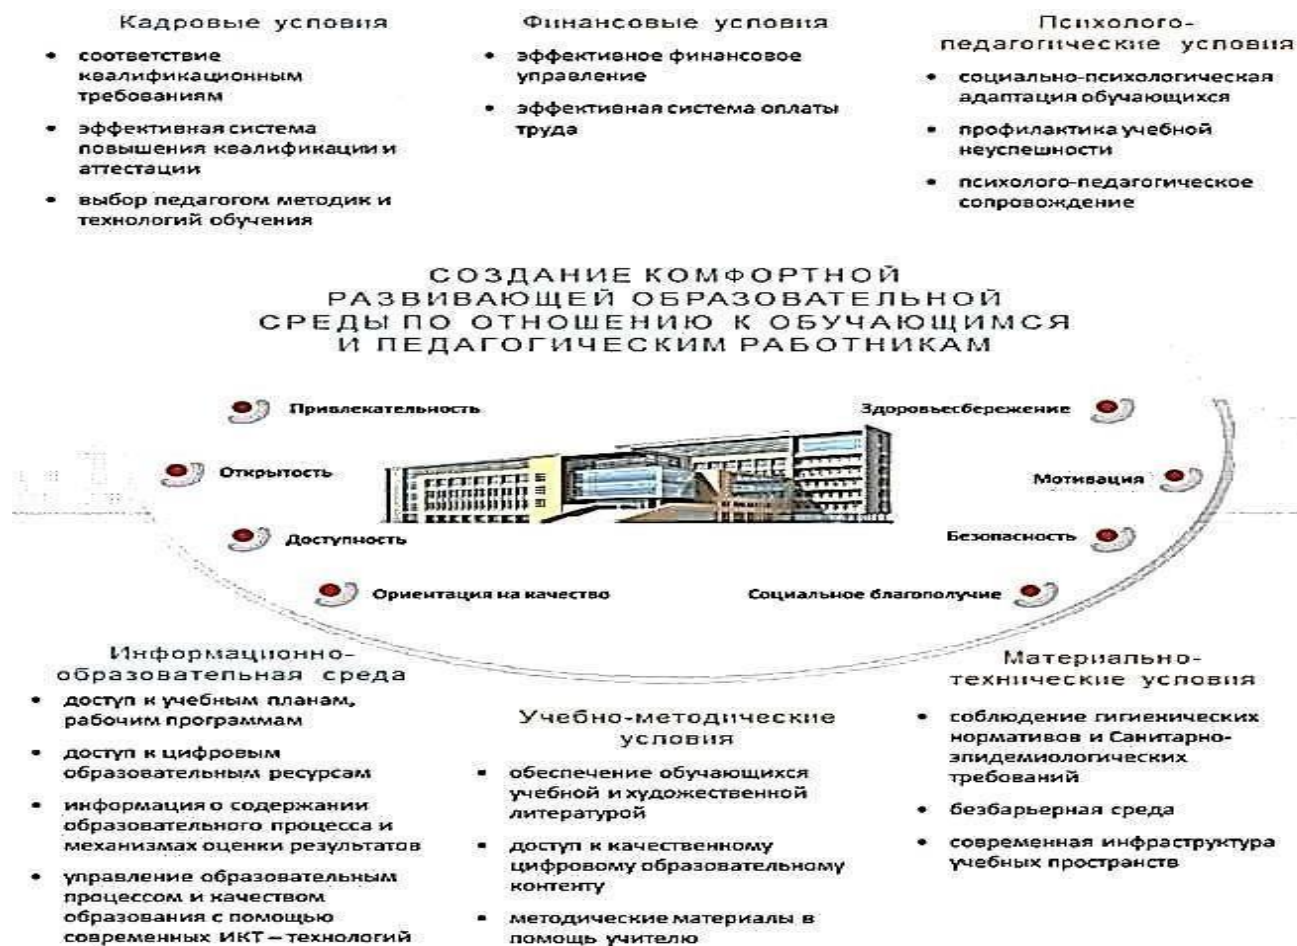 Кадровые условия
• соответствие
квалификационным
требованиям
• эффективная система
повышения квалификации и
аттестации
• выбор педагогом методик и
технологий обучения
Финансовые условия
• эффективное финансовое
управление
• эффективная система оплаты
труда
Психолого-
педагогические условия
• социально-психологическая
адаптация обучающихся
• профилактика учебной
неуспешности
• психолого-педагогическое
сопровождение
СОЗДАНИЕ КОМФОРТНОЙ
РАЗВИВАЮЩЕЙ ОБРАЗОВАТЕЛЬНОЙ
СРЕДЫ ПО ОТНОШЕНИЮ К ОБУЧАЮЩИМСЯ
И ПЕДАГОГИЧЕСКИМ РАБОТНИКАМ
Привлекательность
Открытость
Доступность
Ориентация на качество
Здоровьесбережение
Мотивация
Безопасность
Социальное благополучие
Информационно-
образовательная среда
• доступ к учебным планам,
рабочим программам
• доступ к цифровым
образовательным ресурсам
• информация о содержании
образовательного процесса и
механизмах оценки результатов
• управление образовательным
процессом и качеством
образования с помощью
современных ИКТ – технологий
Учебно-методические
условия
• обеспечение обучающихся
учебной и художественной
литературой
• доступ к качественному
цифровому образовательному
контенту
• методические материалы в
помощь учителю
Материально-
технические условия
• соблюдение гигиенических
нормативов и Санитарно-
эпидемиологических
требований
• безбарьерная среда
• современная инфраструктура
учебных пространств